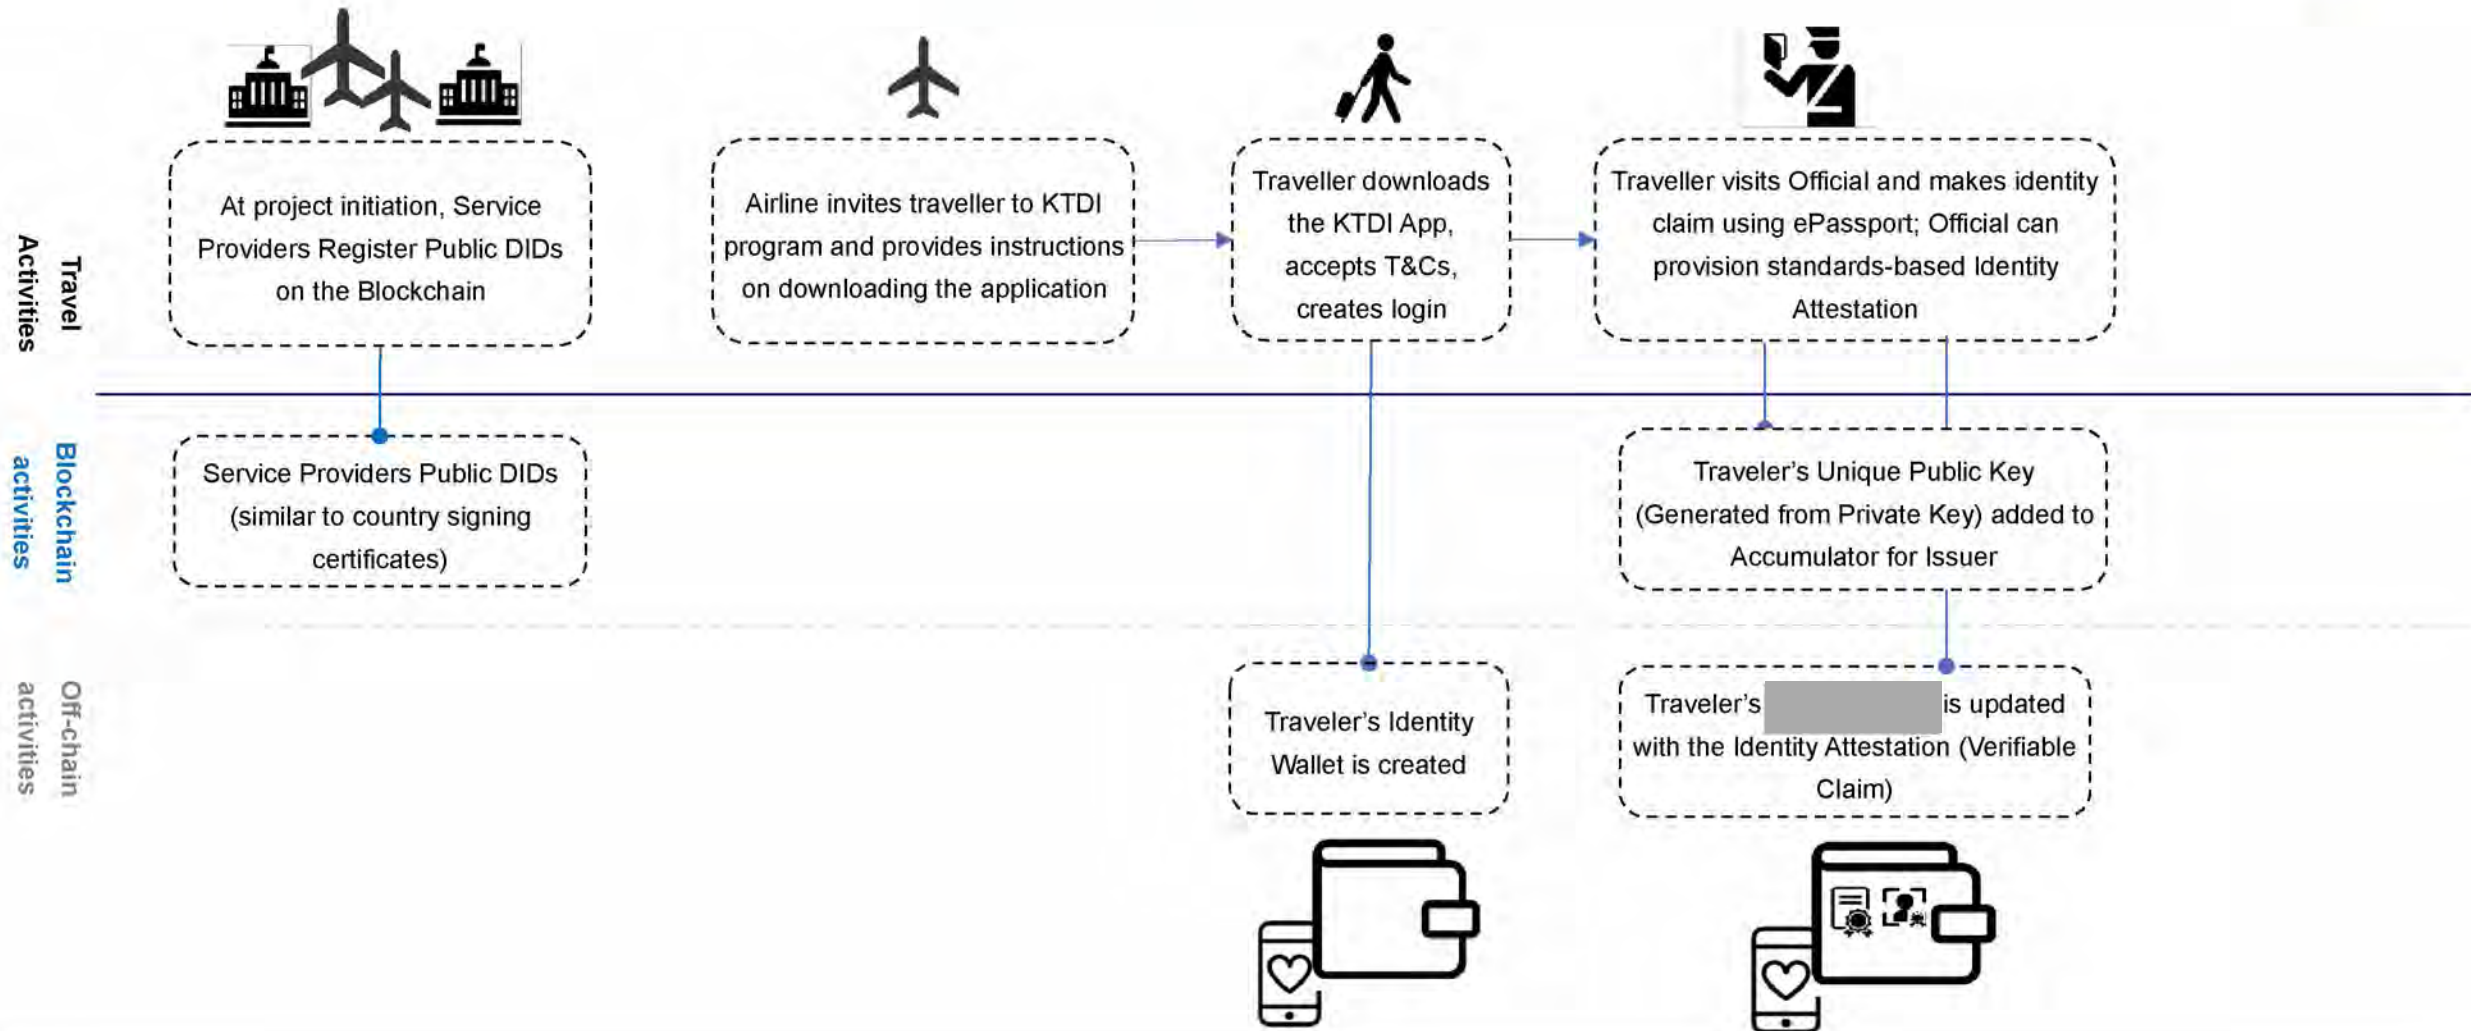 Travel
Activities
At project initiation, Service
Providers Register Public DIDs
on the Blockchain
Airline invites traveller to KTDI
program and provides instructions
on downloading the application
Traveller downloads
the KTDI App,
accepts T&Cs,
creates login
Traveller visits Official and makes identity
claim using ePassport; Official can
provision standards-based Identity
Attestation
Blockchain
activities
Service Providers Public DIDs
(similar to country signing
certificates)
Traveler’s Unique Public Key
(Generated from Private Key) added to
Accumulator for Issuer
Off-chain
activities
Traveler’s Identity
Wallet is created
Traveler’s is updated
with the Identity Attestation (Verifiable
Claim)